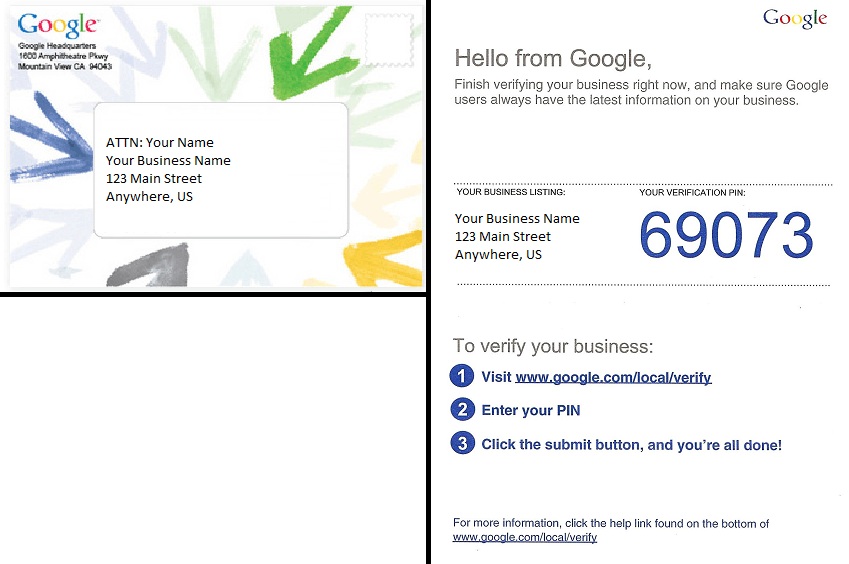 Google
Google Headquarters
1600 Amphitheatre Pkwy
Mountain View CA 94043
ATTN: Your Name
Your Business Name
123 Main Street
Anywhere, US
Google
Hello from Google,
Finish verifying your business right now, and make sure Google
users always have the latest information on your business.
YOUR BUSINESS LISTING:
YOUR VERIFICATION PIN:
Your Business Name
123 Main Street
Anywhere, US
69073
To verify your business:
1 Visit www.google.com/local/verify
2 Enter your PIN
3 Click the submit button, and you're all done!
For more information, click the help link found on the bottom of
www.google.com/local/verify